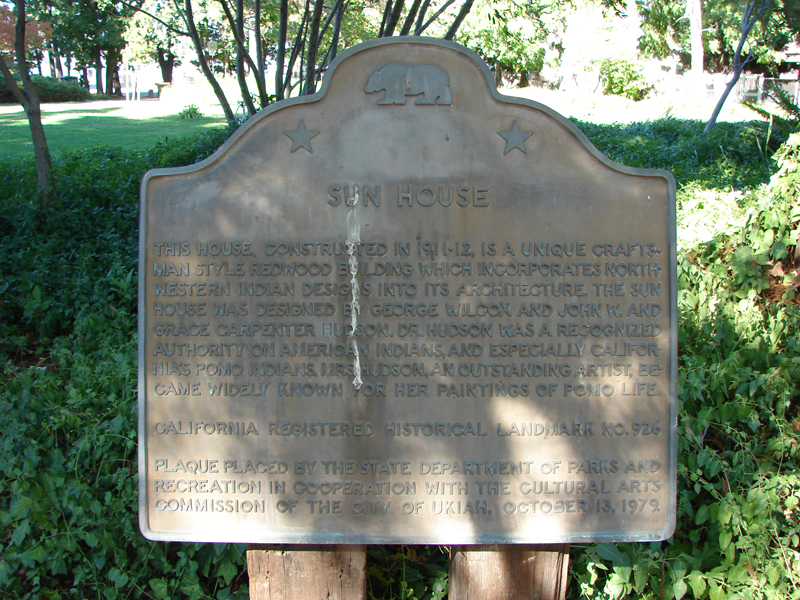 SUN HOUSE
THIS HOUSE, CONSTRUCTED IN 1911-12, IS A UNIQUE CRAFTS-
MAN STYLE REDWOOD BUILDING WHICH INCORPORATES NORTH-
WESTERN INDIAN DESIGNS INTO ITS ARCHITECTURE. THE SUN
HOUSE WAS DESIGNED BY GEORGE WILCOX AND JOHN W. AND
GRACE CARPENTER HUDSON. DR. HUDSON WAS A RECOGNIZED
AUTHORITY ON AMERICAN INDIANS, AND ESPECIALLY CALIFOR
NIA'S POMO INDIANS. MRS. HUDSON, AN OUTSTANDING ARTIST, BE-
CAME WIDELY KNOWN FOR HER PAINTINGS OF POMO LIFE.
CALIFORNIA REGISTERED HISTORICAL LANDMARK NO. 926
PLAQUE PLACED BY THE STATE DEPARTMENT OF PARKS AND
RECREATION IN COOPERATION WITH THE CULTURAL ARTS
COMMISSION OF THE CITY OF UKIAH, OCTOBER 13, 1979.